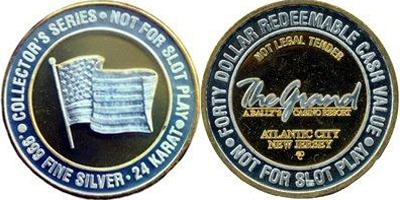 COLLECTOR'S SERIES • NOT FOR SLOT PLAY •
.999 FINE SILVER • 24 KARAT •
FORTY DOLLAR REDEEMABLE CASH VALUE
• NOT FOR SLOT PLAY •
NOT LEGAL TENDER
The Grand
A BALLY'S CASINO RESORT
ATLANTIC CITY
NEW JERSEY